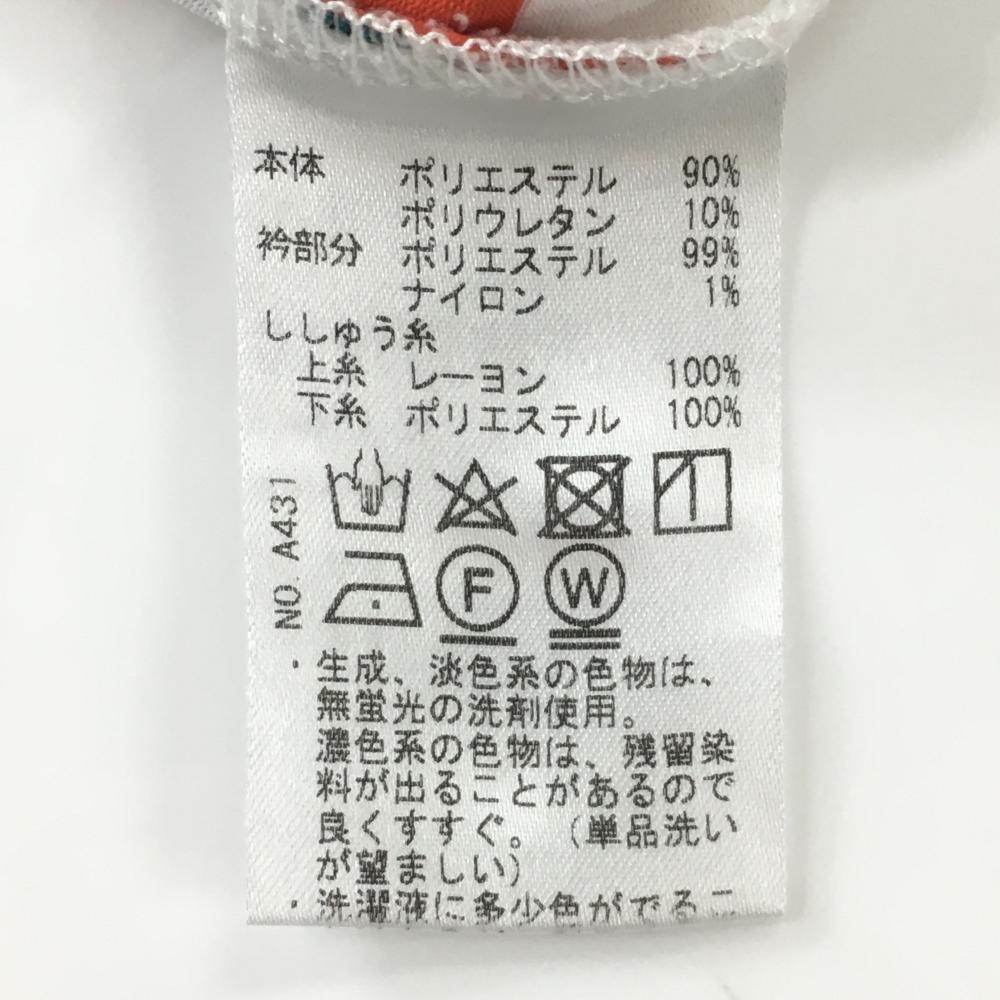 本体 ポリエステル 90%
ポリウレタン 10%
衿部分 ポリエステル 99%
ナイロン 1%
ししゅう糸
上糸 レーヨン 100%
下糸 ポリエステル 100%
NO. A431
F W
・生成、淡色系の色物は、
無蛍光の洗剤使用。
濃色系の色物は、残留染
料が出ることがあるので
良くすすぐ。（単品洗い
が望ましい）
・洗濯液に多少色がでるこ